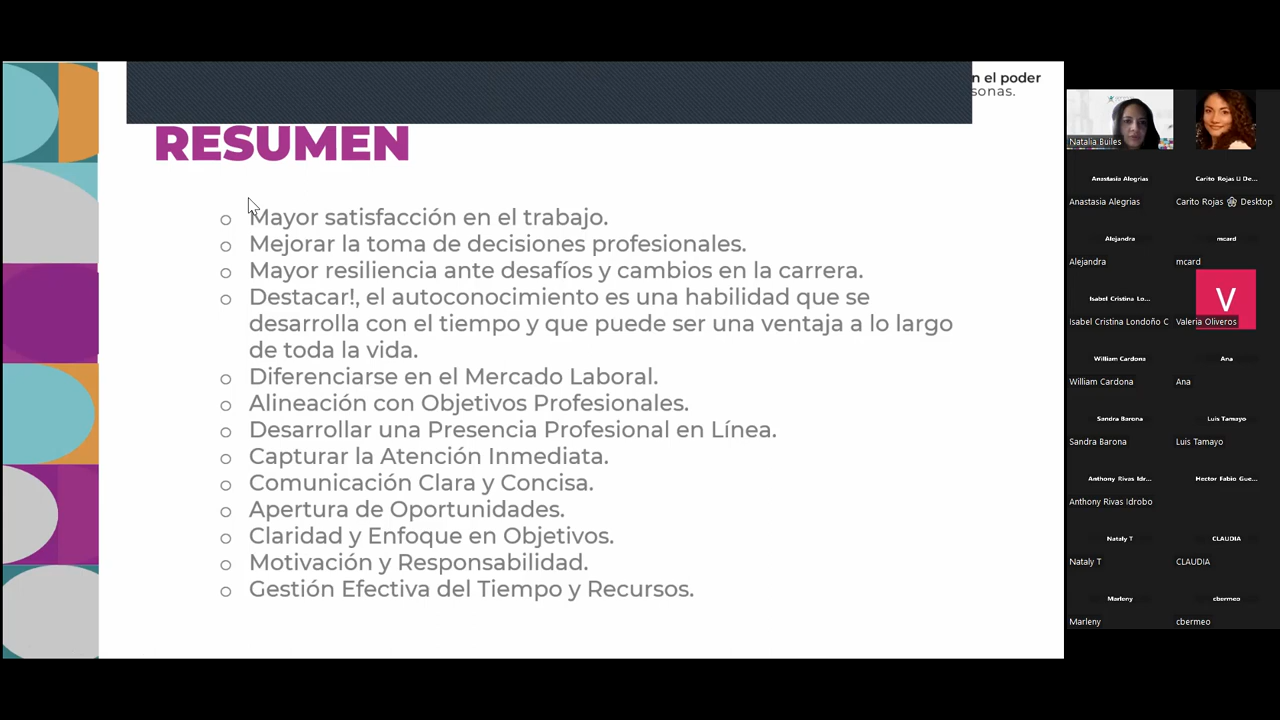 n el poder
sonas.
RESUMEN
o Mayor satisfacción en el trabajo.
o Mejorar la toma de decisiones profesionales.
o Mayor resiliencia ante desafíos y cambios en la carrera.
o Destacar!, el autoconocimiento es una habilidad que se
desarrolla con el tiempo y que puede ser una ventaja a lo largo
de toda la vida.
o Diferenciarse en el Mercado Laboral.
o Alineación con Objetivos Profesionales.
o Desarrollar una Presencia Profesional en Línea.
o Capturar la Atención Inmediata.
o Comunicación Clara y Concisa.
o Apertura de Oportunidades.
o Claridad y Enfoque en Objetivos.
o Motivación y Responsabilidad.
o Gestión Efectiva del Tiempo y Recursos.
Natalia Builes
Anastasia Alegrias
Carito Rojas U De...
Anastasia Alegrias
Carito Rojas Desktop
Alejandra
mcard
Alejandra
mcard
Isabel Cristina Lo...
V
Isabel Cristina Londoño C
Valeria Oliveros
William Cardona
Ana
William Cardona
Ana
Sandra Barona
Luis Tamayo
Sandra Barona
Luis Tamayo
Anthony Rivas Idr...
Hector Fabio Gue...
Anthony Rivas Idrobo
Nataly T
CLAUDIA
Nataly T
CLAUDIA
Marleny
cbermeo
Marleny
cbermeo